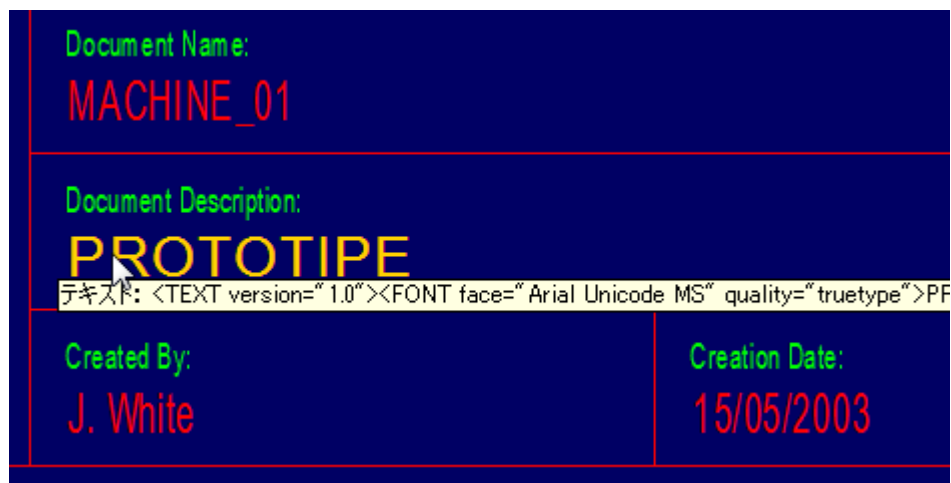 Document Name:
MACHINE_01
Document Description:
PROTOTIPE
テキスト: <TEXT version="1.0"><FONT face="Arial Unicode MS" quality="truetype">PF
Created By:
Creation Date:
J. White
15/05/2003